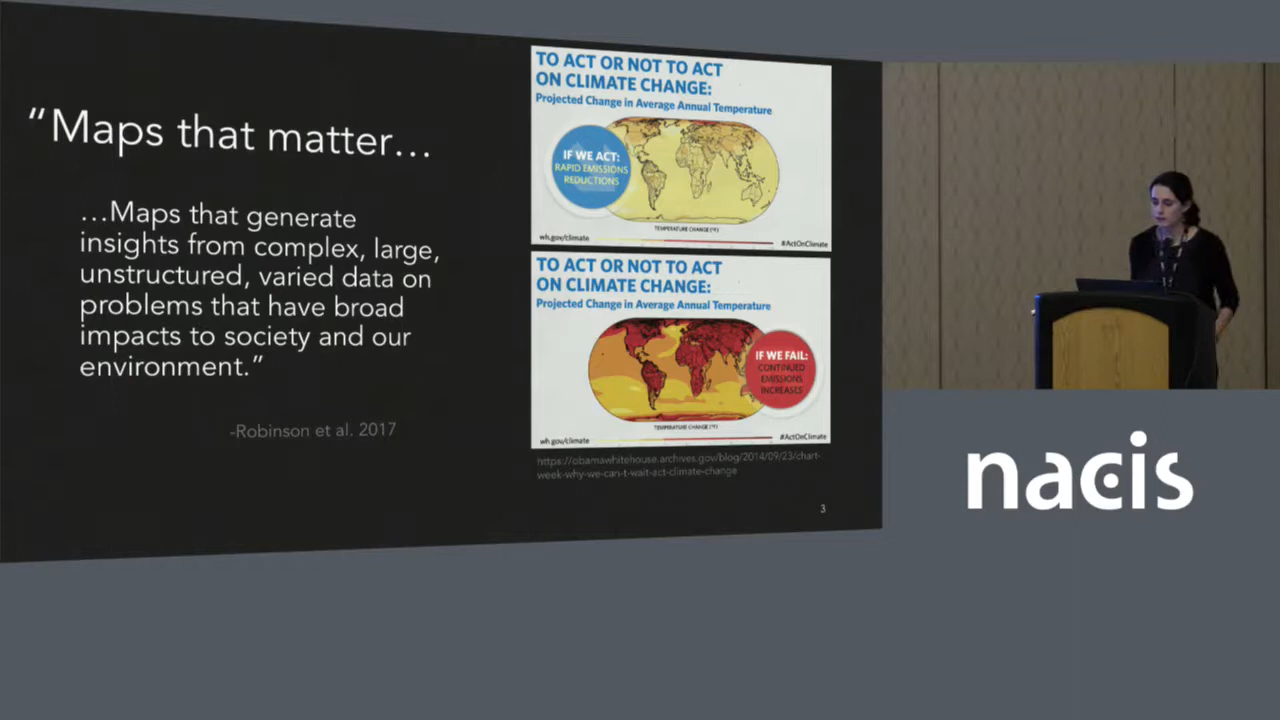 “Maps that matter…
…Maps that generate
insights from complex, large,
unstructured, varied data on
problems that have broad
impacts to society and our
environment.”
-Robinson et al. 2017
TO ACT OR NOT TO ACT
ON CLIMATE CHANGE:
Projected Change in Average Annual Temperature
IF WE ACT:
RAPID EMISSIONS
REDUCTIONS
TEMPERATURE CHANGE (°F)
wh.gov/climate
#ActOnClimate
TO ACT OR NOT TO ACT
ON CLIMATE CHANGE:
Projected Change in Average Annual Temperature
IF WE FAIL:
CONTINUED
EMISSIONS
INCREASES
TEMPERATURE CHANGE (°F)
wh.gov/climate
#ActOnClimate
https://obamawhitehouse.archives.gov/blog/2014/09/23/chart-
week-why-we-can-t-wait-act-climate-change
3
nacis